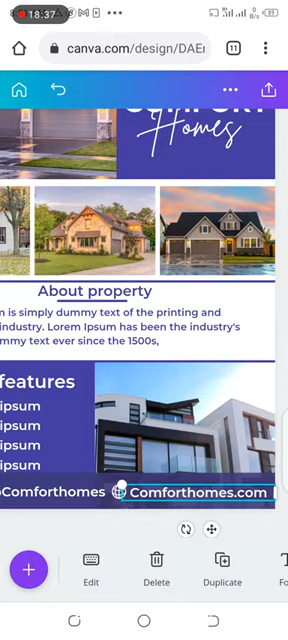 18:37
canva.com/design/DAEr
11
Homes
About property
m is simply dummy text of the printing and
industry. Lorem Ipsum has been the industry's
mmy text ever since the 1500s,
features
ipsum
ipsum
ipsum
ipsum
Comforthomes Comforthomes.com
Edit Delete Duplicate Fo